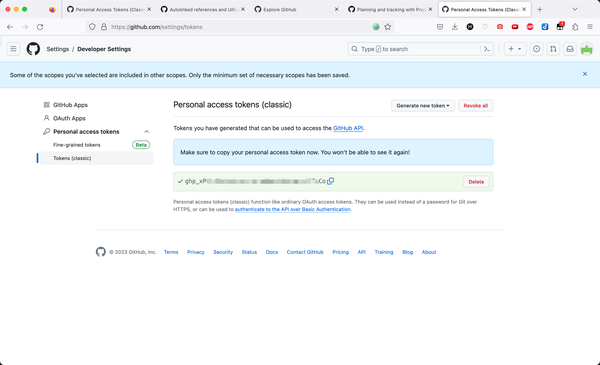 Personal Access Tokens (Classic
Autolinked references and URLs
Explore GitHub
Planning and tracking with Proje
Personal Access Tokens (Classic
https://github.com/settings/tokens
Settings / Developer Settings
Type / to search
Some of the scopes you've selected are included in other scopes. Only the minimum set of necessary scopes has been saved.
GitHub Apps
OAuth Apps
Personal access tokens
Fine-grained tokens Beta
Tokens (classic)
Personal access tokens (classic)
Generate new token
Revoke all
Tokens you have generated that can be used to access the GitHub API.
Make sure to copy your personal access token now. You won't be able to see it again!
Delete
Personal access tokens (classic) function like ordinary OAuth access tokens. They can be used instead of a password for Git over
HTTPS, or can be used to authenticate to the API over Basic Authentication.
© 2023 GitHub, Inc. Terms Privacy Security Status Docs Contact GitHub Pricing API Training Blog About